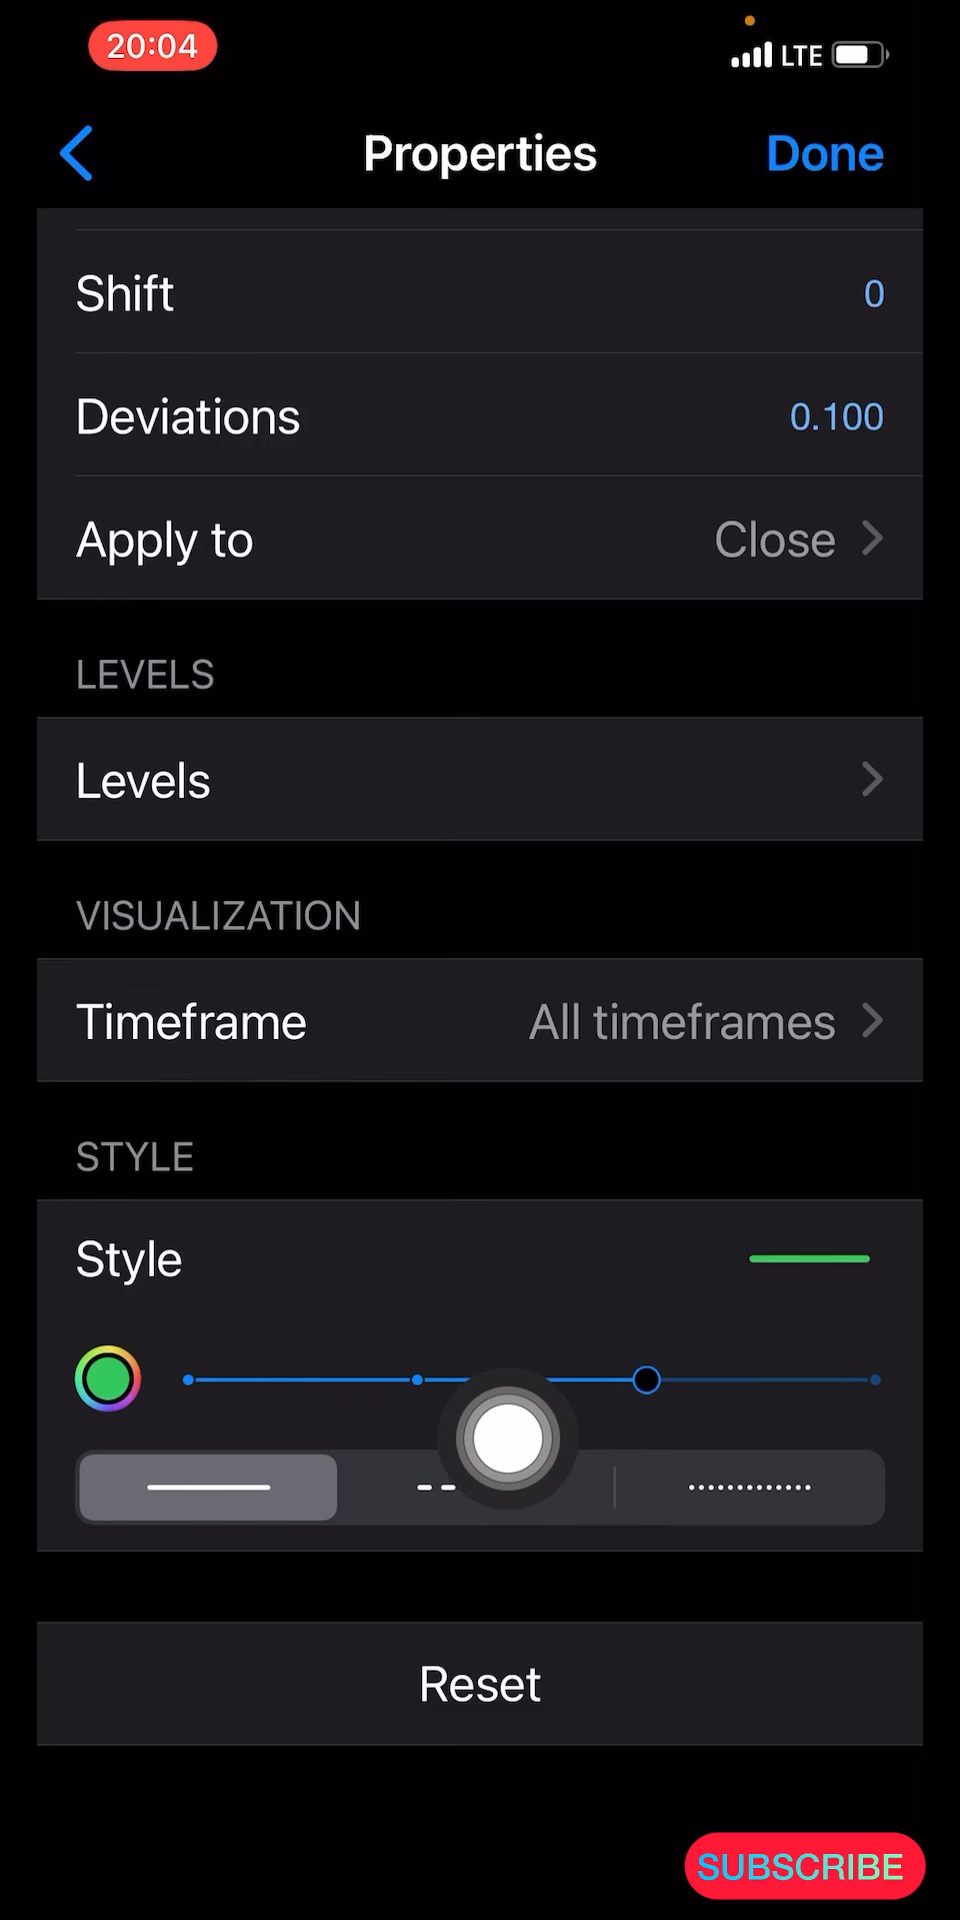 20:04
LTE
Properties
Done
Shift
0
Deviations
0.100
Apply to
Close
LEVELS
Levels
VISUALIZATION
Timeframe
All timeframes
STYLE
Style
Reset
SUBSCRIBE